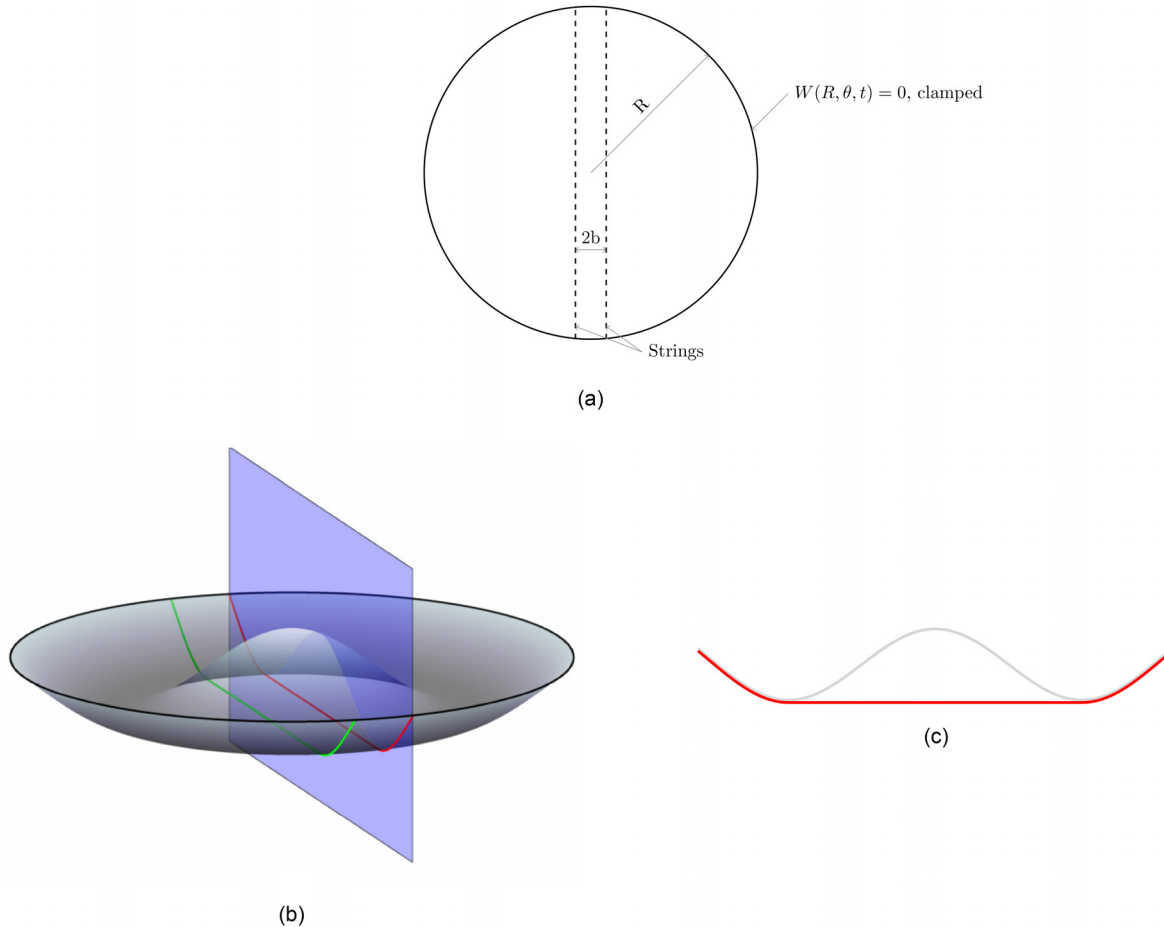 R
W(R, θ, t) = 0, clamped
2b
Strings
(a)
(c)
(b)